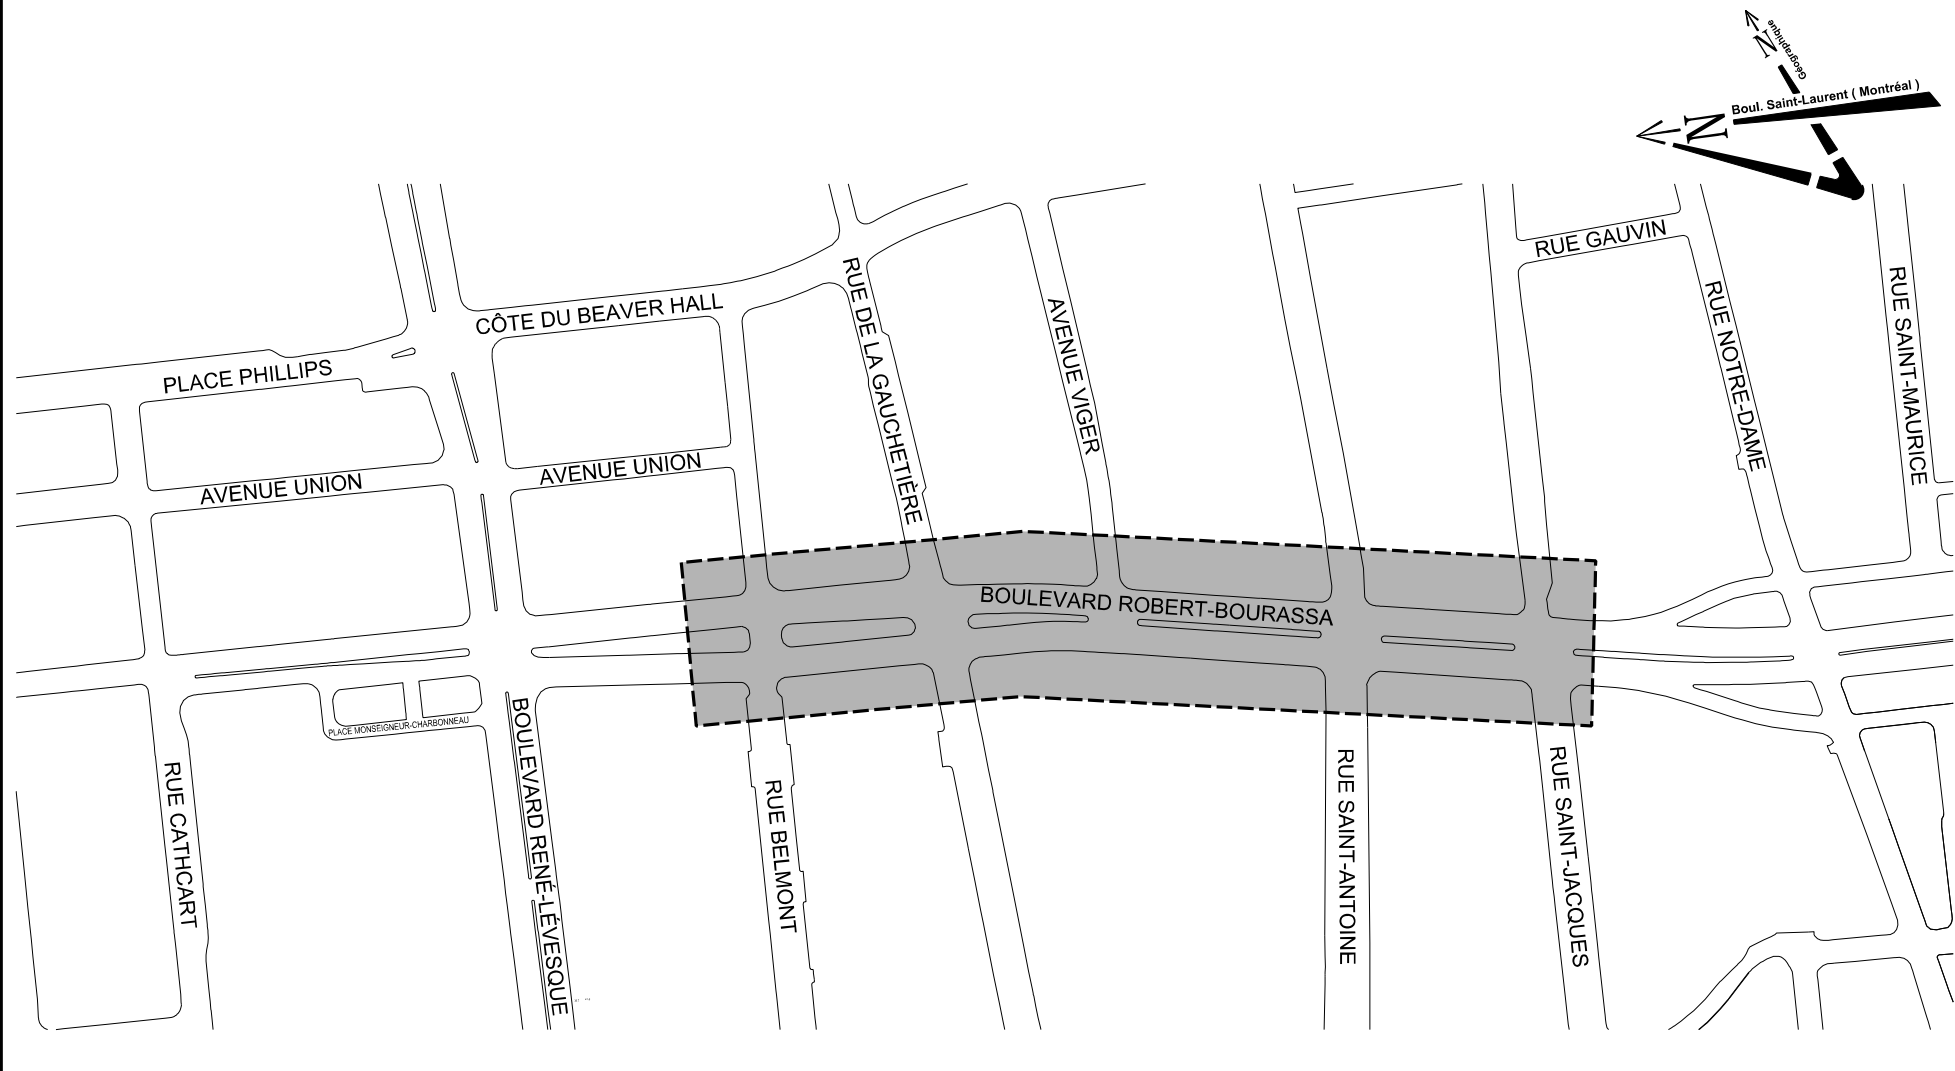 N
Géographique
Boul. Saint-Laurent ( Montréal )
N
RUE GAUVIN
CÔTE DU BEAVER HALL
RUE DE LA GAUCHETIÈRE
AVENUE VIGER
RUE NOTRE-DAME
RUE SAINT-MAURICE
PLACE PHILLIPS
AVENUE UNION
AVENUE UNION
BOULEVARD ROBERT-BOURASSA
PLACE MONSEIGNEUR-CHARBONNEAU
RUE CATHCART
BOULEVARD RENÉ-LÉVESQUE
RUE BELMONT
RUE SAINT-ANTOINE
RUE SAINT-JACQUES